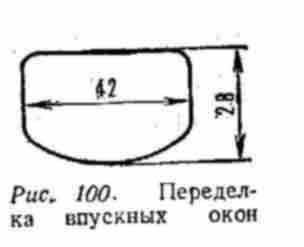 42
28
Рис. 100. Передел-
ка впускных окон